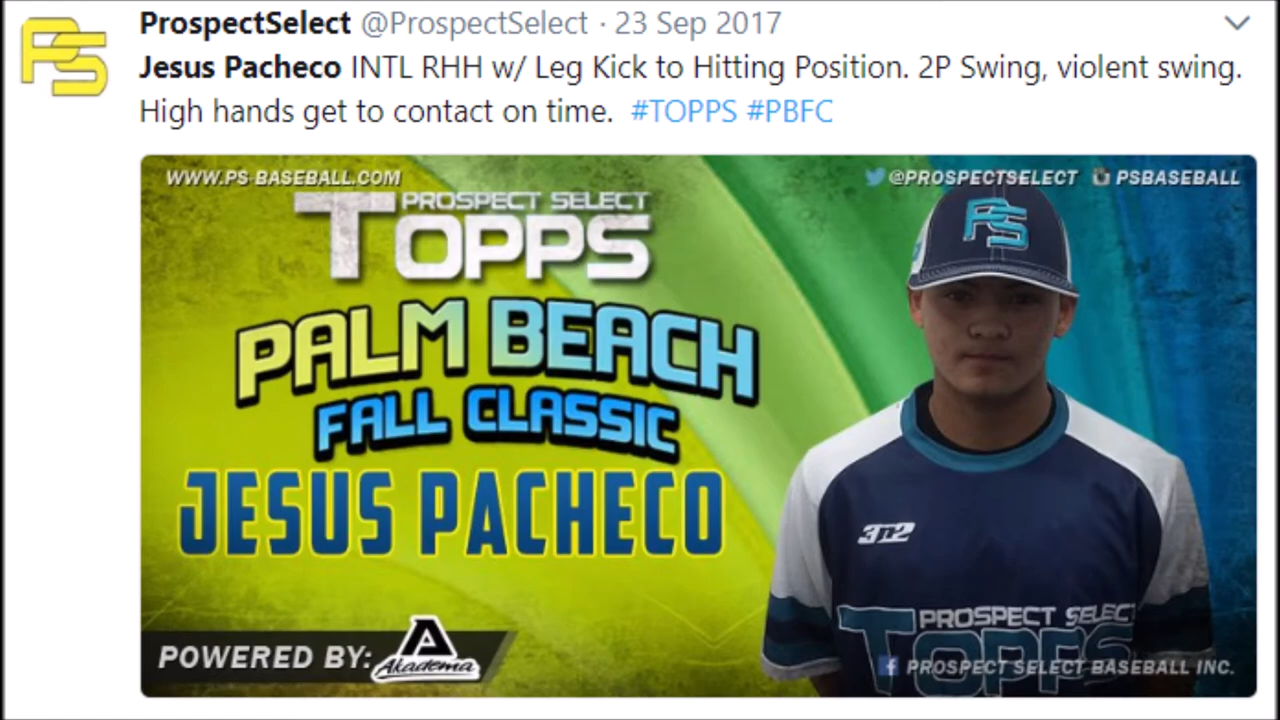 ProspectSelect @ProspectSelect · 23 Sep 2017
Jesus Pacheco INTL RHH w/ Leg Kick to Hitting Position. 2P Swing, violent swing.
High hands get to contact on time. #TOPPS #PBFC
WWW.PS-BASEBALL.COM
@PROSPECTSELECT PSBASEBALL
PROSPECT SELECT
TOPPS
PALM BEACH
FALL CLASSIC
JESUS PACHECO
POWERED BY: Akadema
PS
PS
3n2
PROSPECT SELECT
TOPPS
PROSPECT SELECT BASEBALL INC.